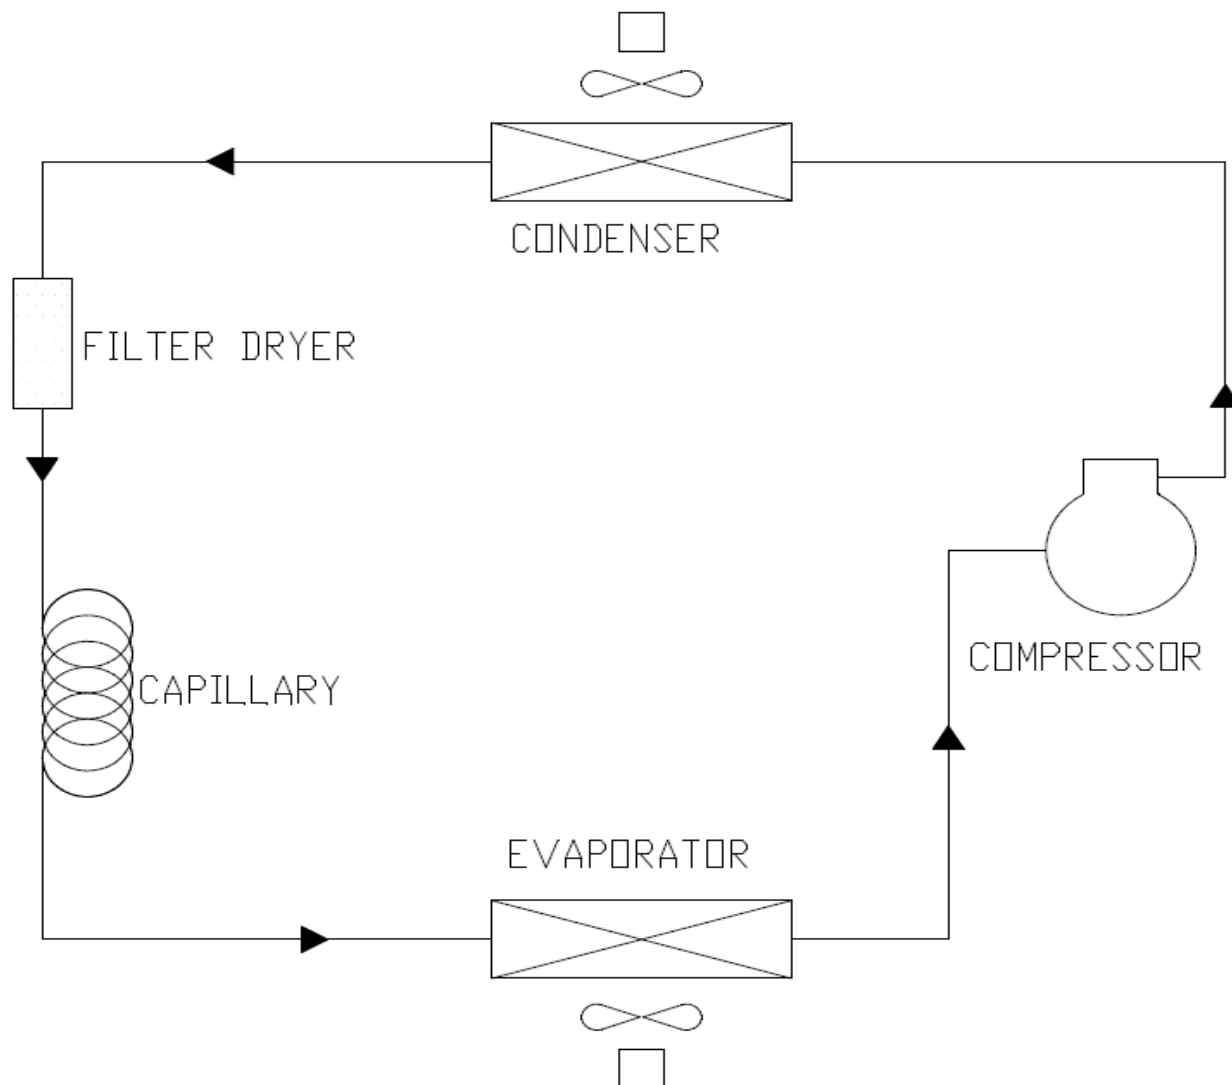 CONDENSER
FILTER DRYER
COMPRESSOR
CAPILLARY
EVAPORATOR